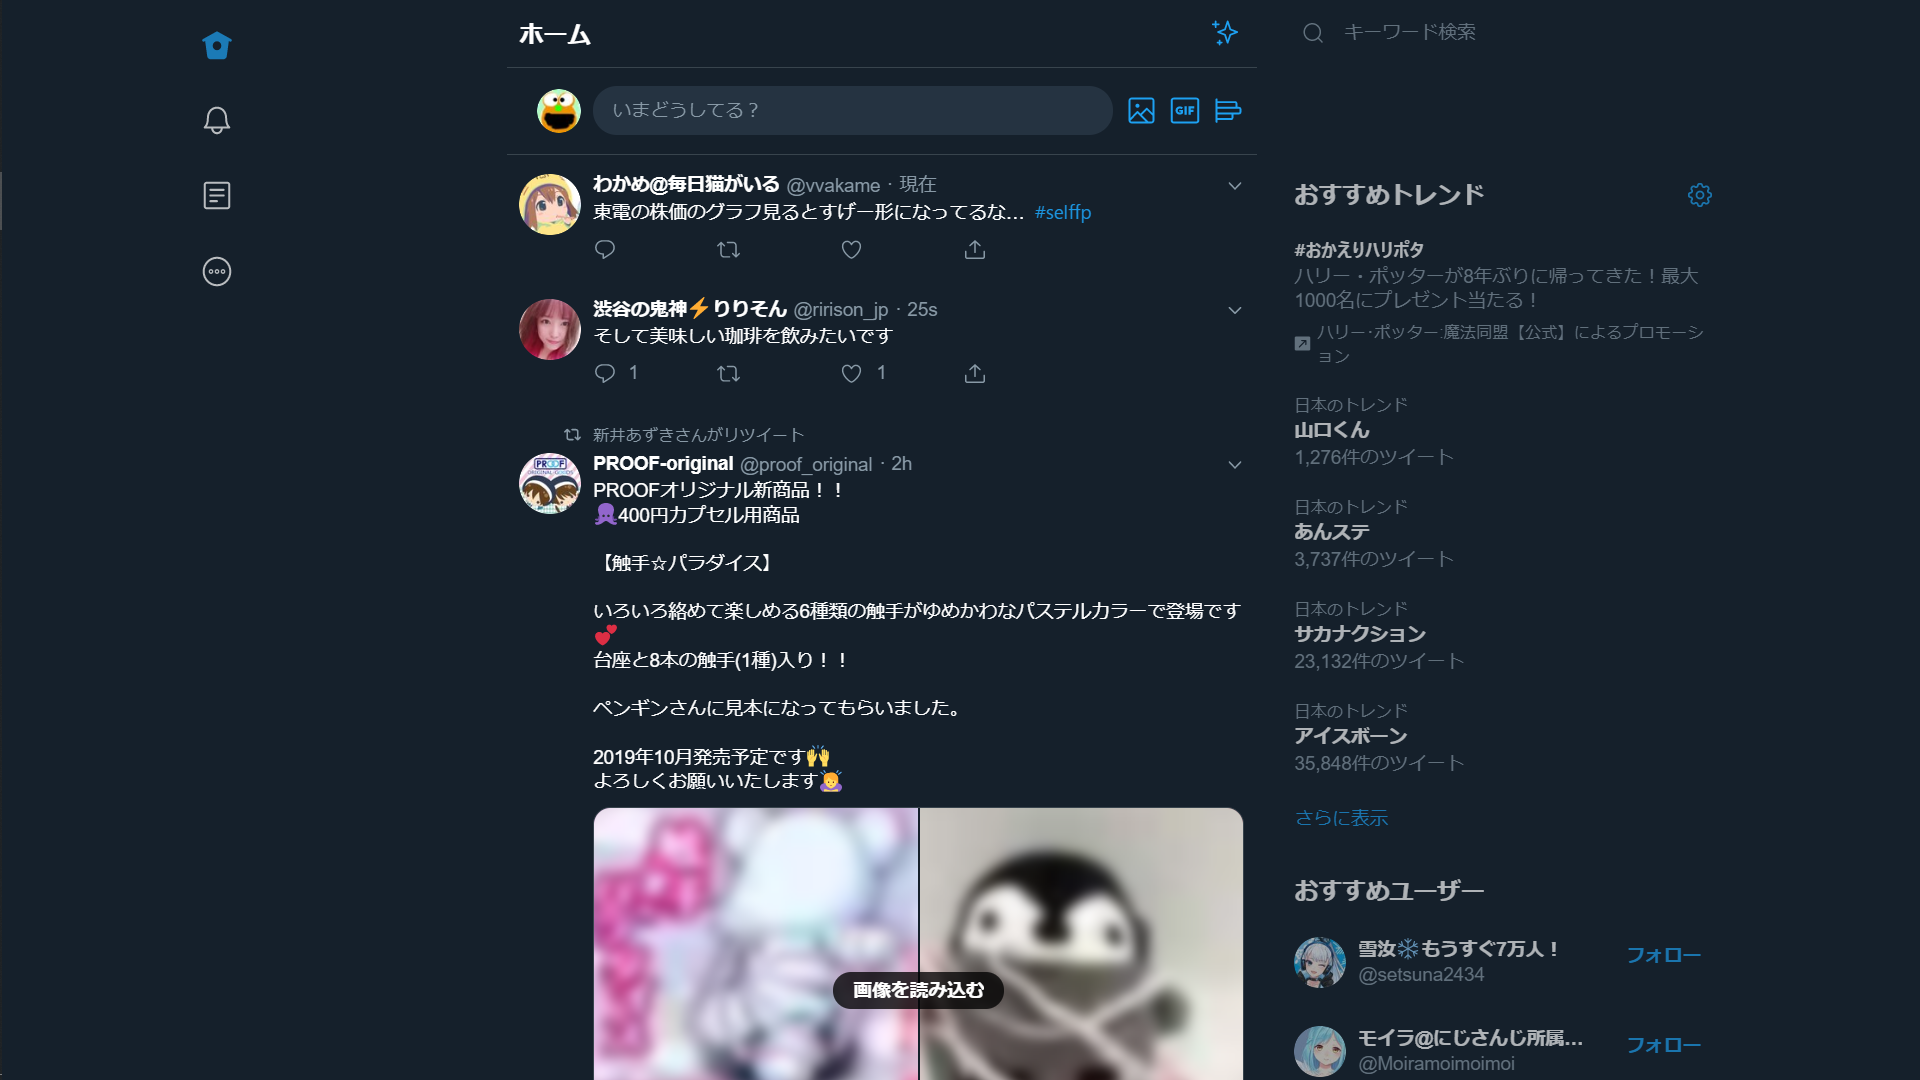 ホーム
いまどうしてる？
GIF
わかめ@毎日猫がいる @vvakame · 現在
東電の株価のグラフ見るとすげー形になってるな… #selffp
渋谷の鬼神⚡りりそん @ririson_jp · 25s
そして美味しい珈琲を飲みたいです
1 1
新井あずきさんがリツイート
PROOF-original @proof_original · 2h
PROOFオリジナル新商品！！
🐙400円カプセル用商品
【触手☆パラダイス】
いろいろ絡めて楽しめる6種類の触手がゆめかわなパステルカラーで登場です
💕
台座と8本の触手(1種)入り！！
ペンギンさんに見本になってもらいました。
2019年10月発売予定です🙌
よろしくお願いいたします🙇
画像を読み込む
キーワード検索
おすすめトレンド
#おかえりハリポタ
ハリー・ポッターが8年ぶりに帰ってきた！最大
1000名にプレゼント当たる！
ハリー･ポッター:魔法同盟【公式】によるプロモーシ
ョン
日本のトレンド
山口くん
1,276件のツイート
日本のトレンド
あんステ
3,737件のツイート
日本のトレンド
サカナクション
23,132件のツイート
日本のトレンド
アイスボーン
35,848件のツイート
さらに表示
おすすめユーザー
雪汝❄もうすぐ7万人！
@setsuna2434
フォロー
モイラ@にじさんじ所属...
@Moiramoimoimoi
フォロー